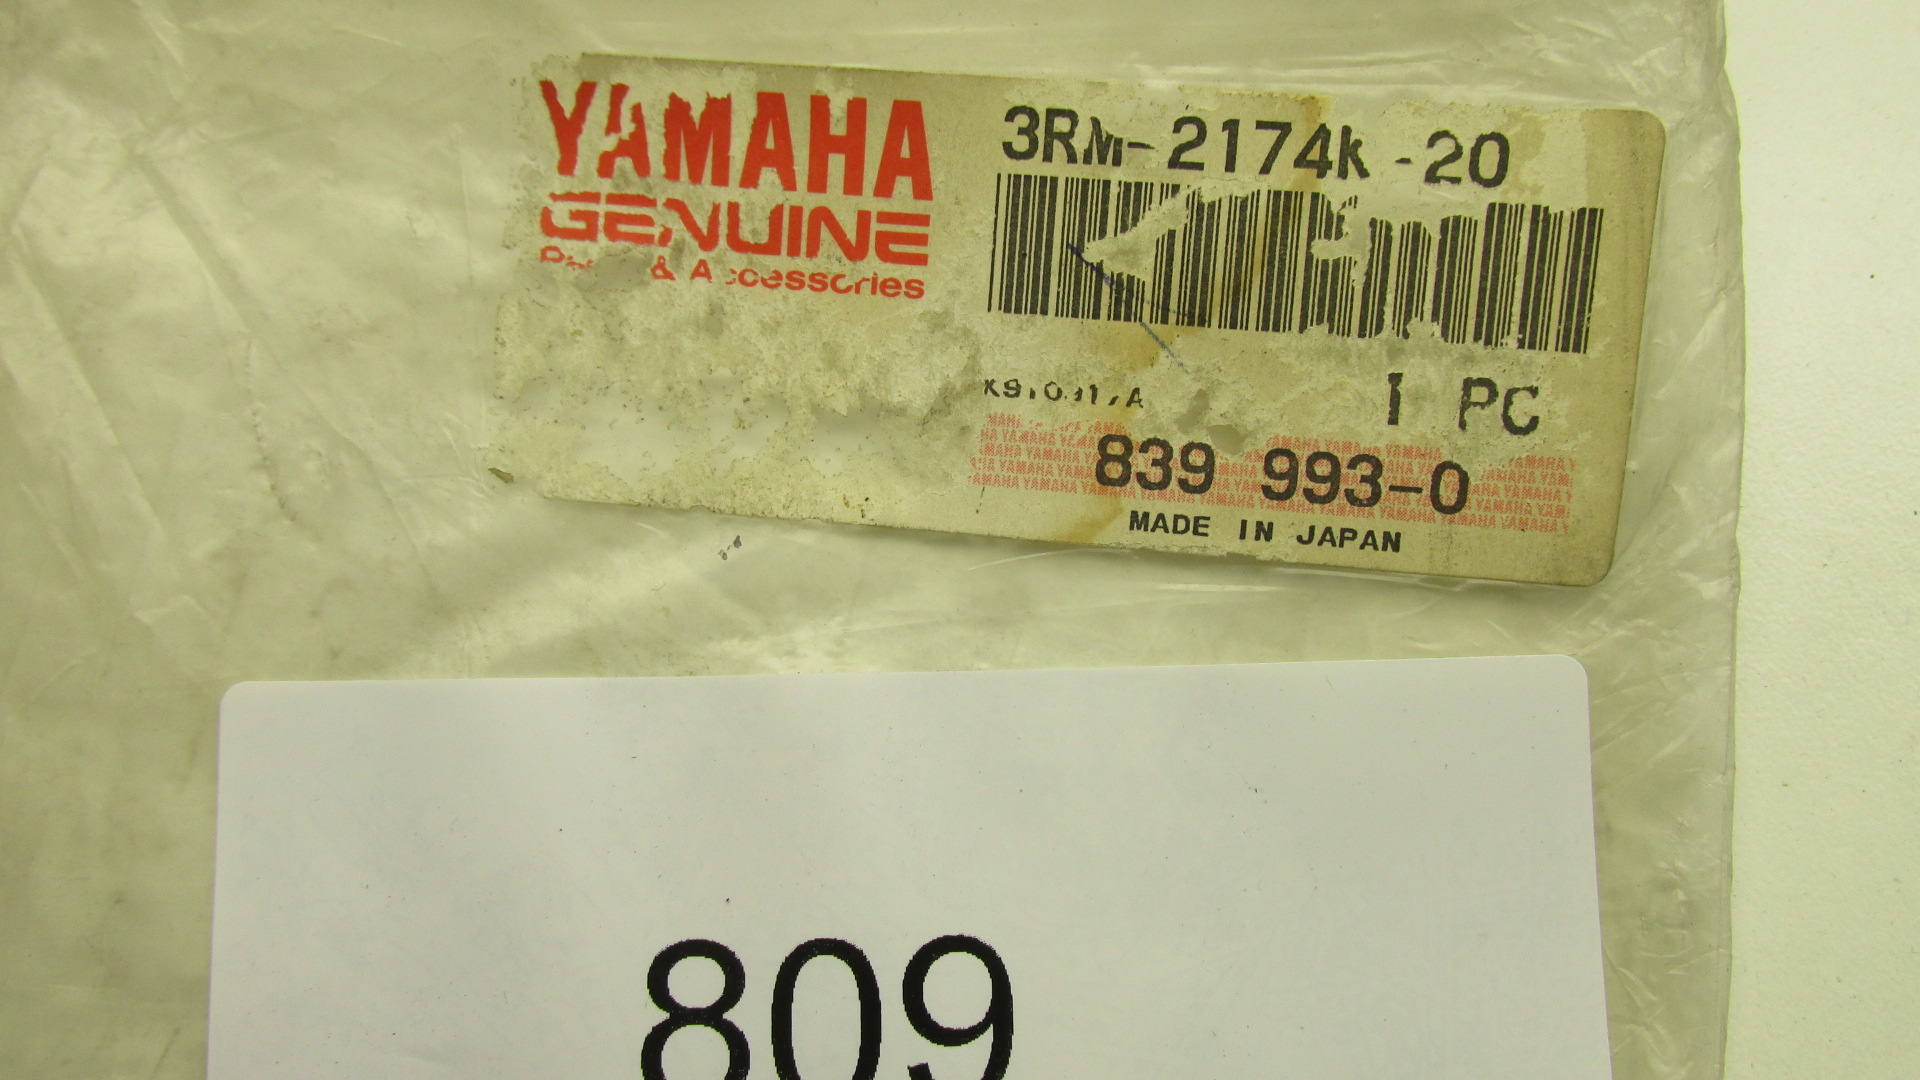 YAMAHA
GENUINE
& Accessories
3RM-2174K-20
1 PC
839 993-0
MADE IN JAPAN
809